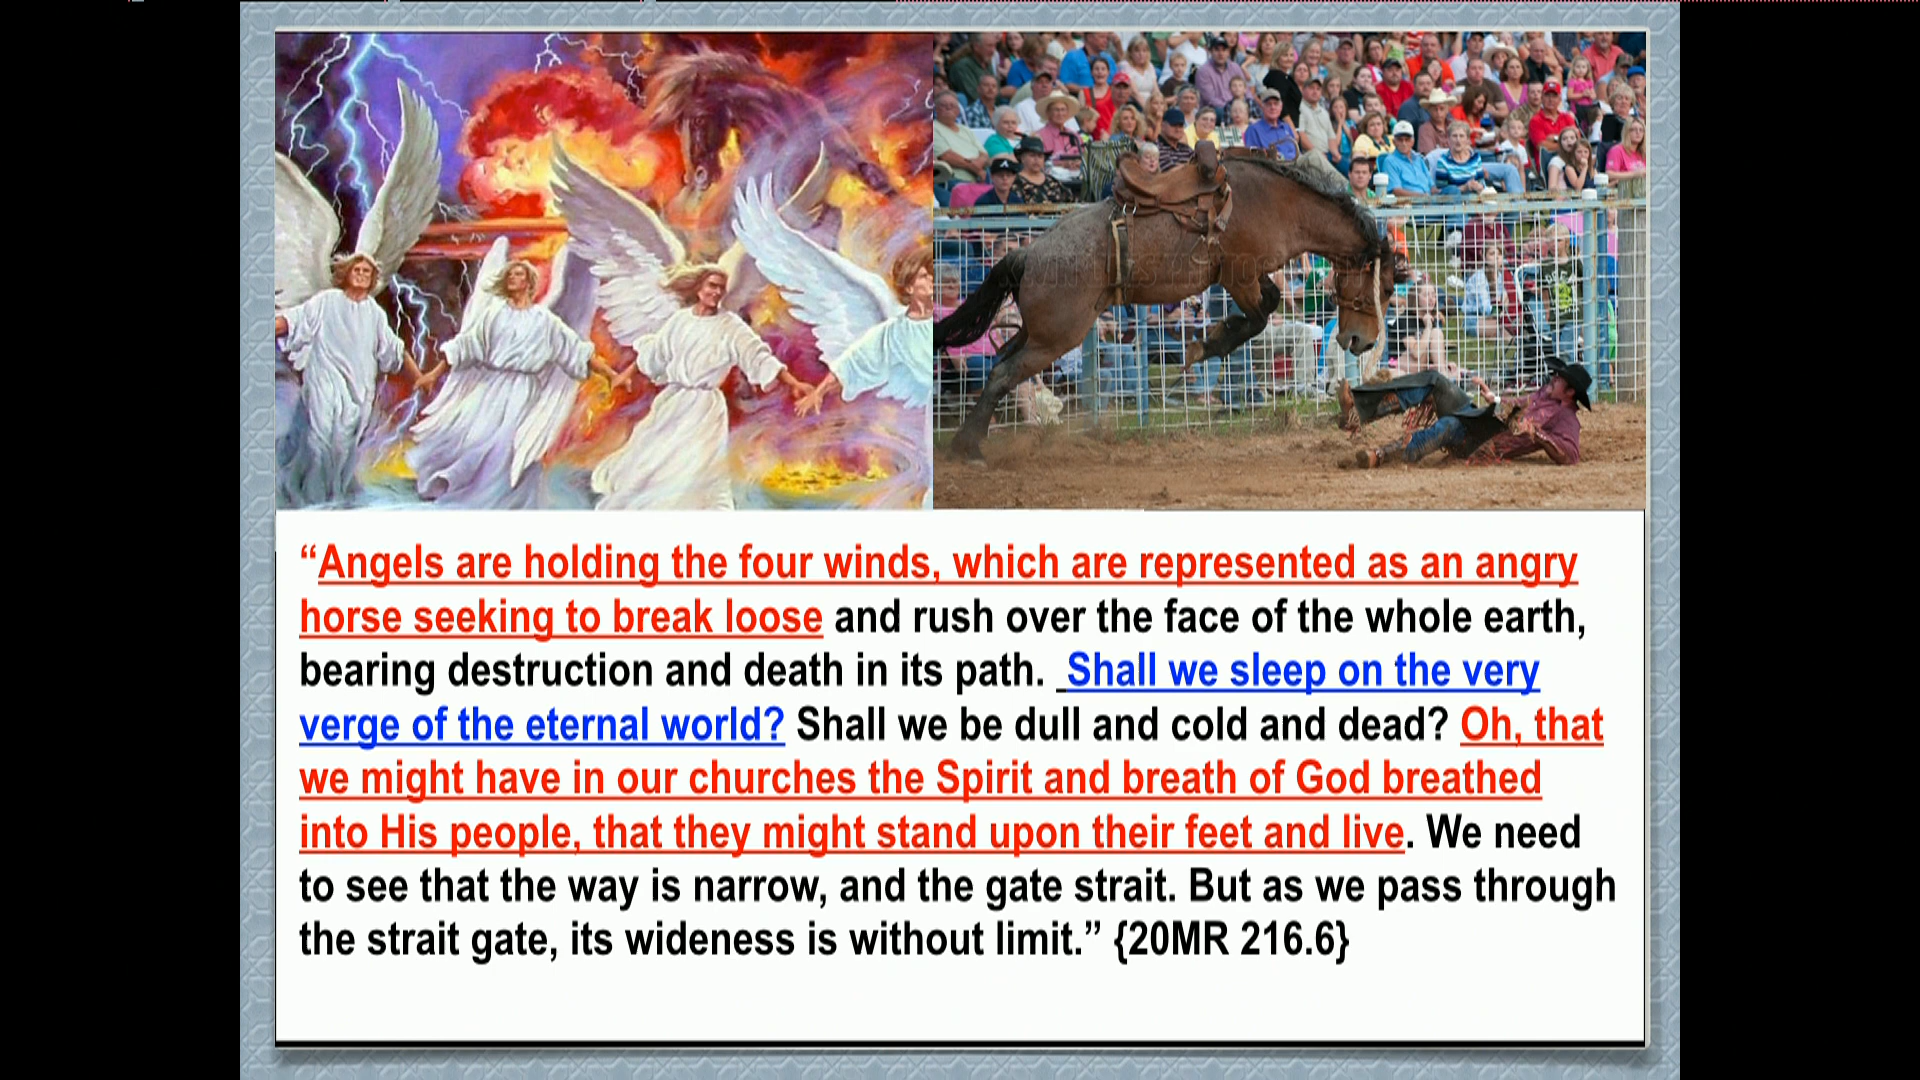 “Angels are holding the four winds, which are represented as an angry
horse seeking to break loose and rush over the face of the whole earth,
bearing destruction and death in its path. Shall we sleep on the very
verge of the eternal world? Shall we be dull and cold and dead? Oh, that
we might have in our churches the Spirit and breath of God breathed
into His people, that they might stand upon their feet and live. We need
to see that the way is narrow, and the gate strait. But as we pass through
the strait gate, its wideness is without limit.” {20MR 216.6}